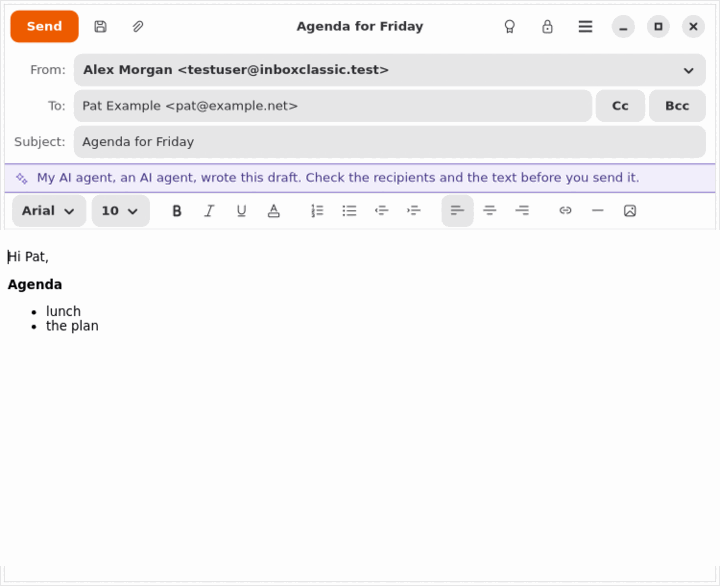 Send
Agenda for Friday
From: Alex Morgan <testuser@inboxclassic.test>
To: Pat Example <pat@example.net> Cc Bcc
Subject: Agenda for Friday
My AI agent, an AI agent, wrote this draft. Check the recipients and the text before you send it.
Arial 10 B I U A
Hi Pat,
Agenda
• lunch
• the plan